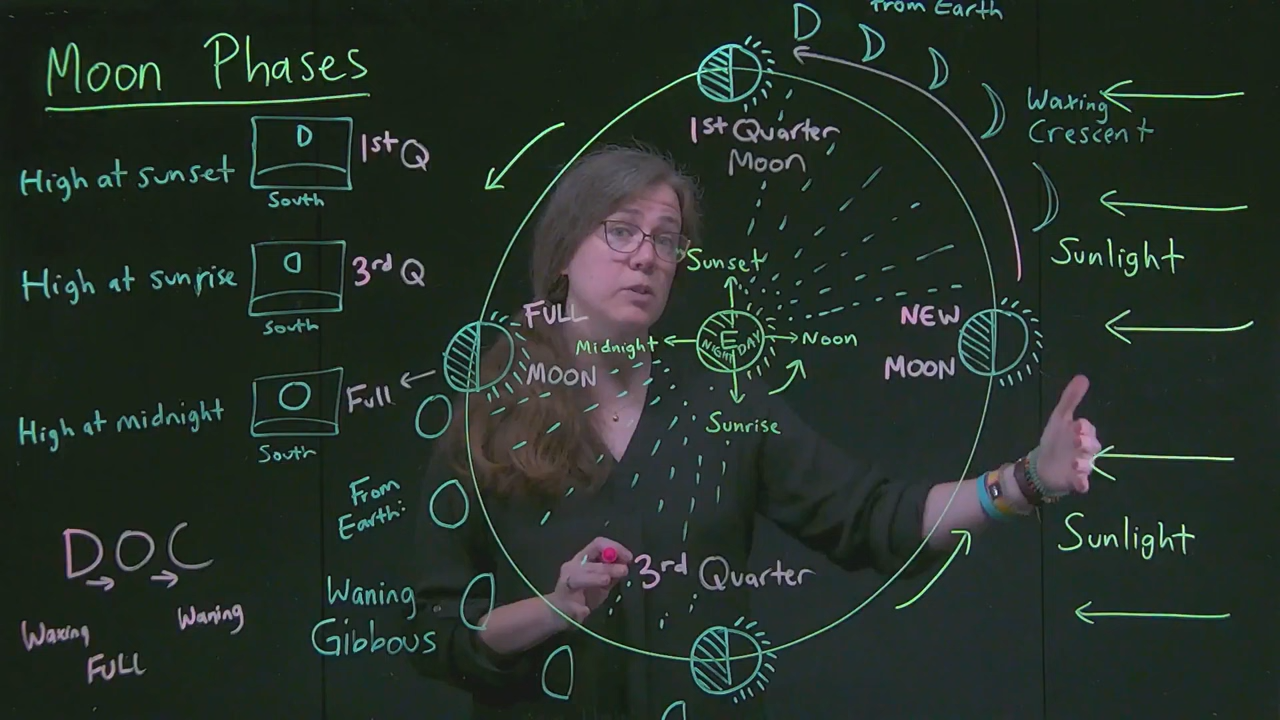 Moon Phases
High at sunset
South
1st Q
High at sunrise
South
3rd Q
High at midnight
South
Full
DOC
Waxing
FULL
Waning
from Earth
Waxing
Crescent
1st Quarter
Moon
Sunlight
Sunset
FULL
MOON
Midnight
E
NIGHT
DAY
Noon
NEW
MOON
Sunrise
From
Earth:
Waning
Gibbous
3rd Quarter
Sunlight